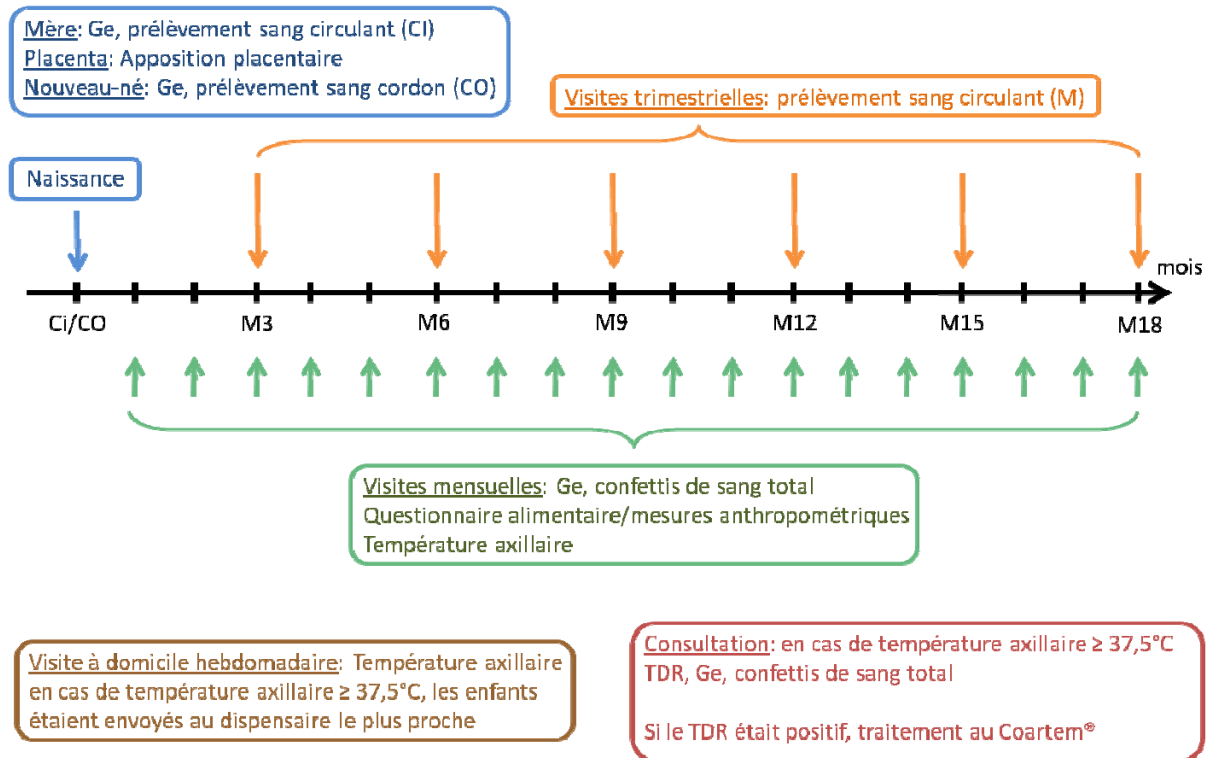 Mère: Ge, prélèvement sang circulant (CI)
Placenta: Apposition placentaire
Nouveau-né: Ge, prélèvement sang cordon (CO)
Visites trimestrielles: prélèvement sang circulant (M)
Naissance
mois
Ci/CO M3 M6 M9 M12 M15 M18
Visites mensuelles: Ge, confettis de sang total
Questionnaire alimentaire/mesures anthropométriques
Température axillaire
Visite à domicile hebdomadaire: Température axillaire
en cas de température axillaire ≥ 37,5°C, les enfants
étaient envoyés au dispensaire le plus proche
Consultation: en cas de température axillaire ≥ 37,5°C
TDR, Ge, confettis de sang total
Si le TDR était positif, traitement au Coartem®